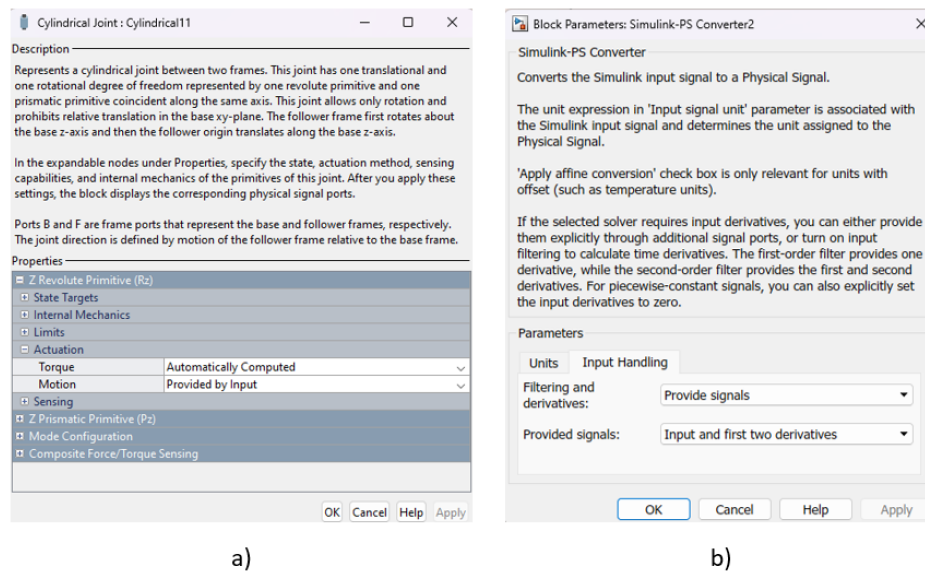 Cylindrical Joint : Cylindrical11
Description
Represents a cylindrical joint between two frames. This joint has one translational and
one rotational degree of freedom represented by one revolute primitive and one
prismatic primitive coincident along the same axis. This joint allows only rotation and
prohibits relative translation in the base xy-plane. The follower frame first rotates about
the base z-axis and then the follower origin translates along the base z-axis.
In the expandable nodes under Properties, specify the state, actuation method, sensing
capabilities, and internal mechanics of the primitives of this joint. After you apply these
settings, the block displays the corresponding physical signal ports.
Ports B and F are frame ports that represent the base and follower frames, respectively.
The joint direction is defined by motion of the follower frame relative to the base frame.
Properties
Z Revolute Primitive (Rz)
State Targets
Internal Mechanics
Limits
Actuation
Torque Automatically Computed
Motion Provided by Input
Sensing
Z Prismatic Primitive (Pz)
Mode Configuration
Composite Force/Torque Sensing
OK Cancel Help Apply
a)
Block Parameters: Simulink-PS Converter2
Simulink-PS Converter
Converts the Simulink input signal to a Physical Signal.
The unit expression in 'Input signal unit' parameter is associated with
the Simulink input signal and determines the unit assigned to the
Physical Signal.
'Apply affine conversion' check box is only relevant for units with
offset (such as temperature units).
If the selected solver requires input derivatives, you can either provide
them explicitly through additional signal ports, or turn on input
filtering to calculate time derivatives. The first-order filter provides one
derivative, while the second-order filter provides the first and second
derivatives. For piecewise-constant signals, you can also explicitly set
the input derivatives to zero.
Parameters
Units Input Handling
Filtering and
derivatives: Provide signals
Provided signals: Input and first two derivatives
OK Cancel Help Apply
b)